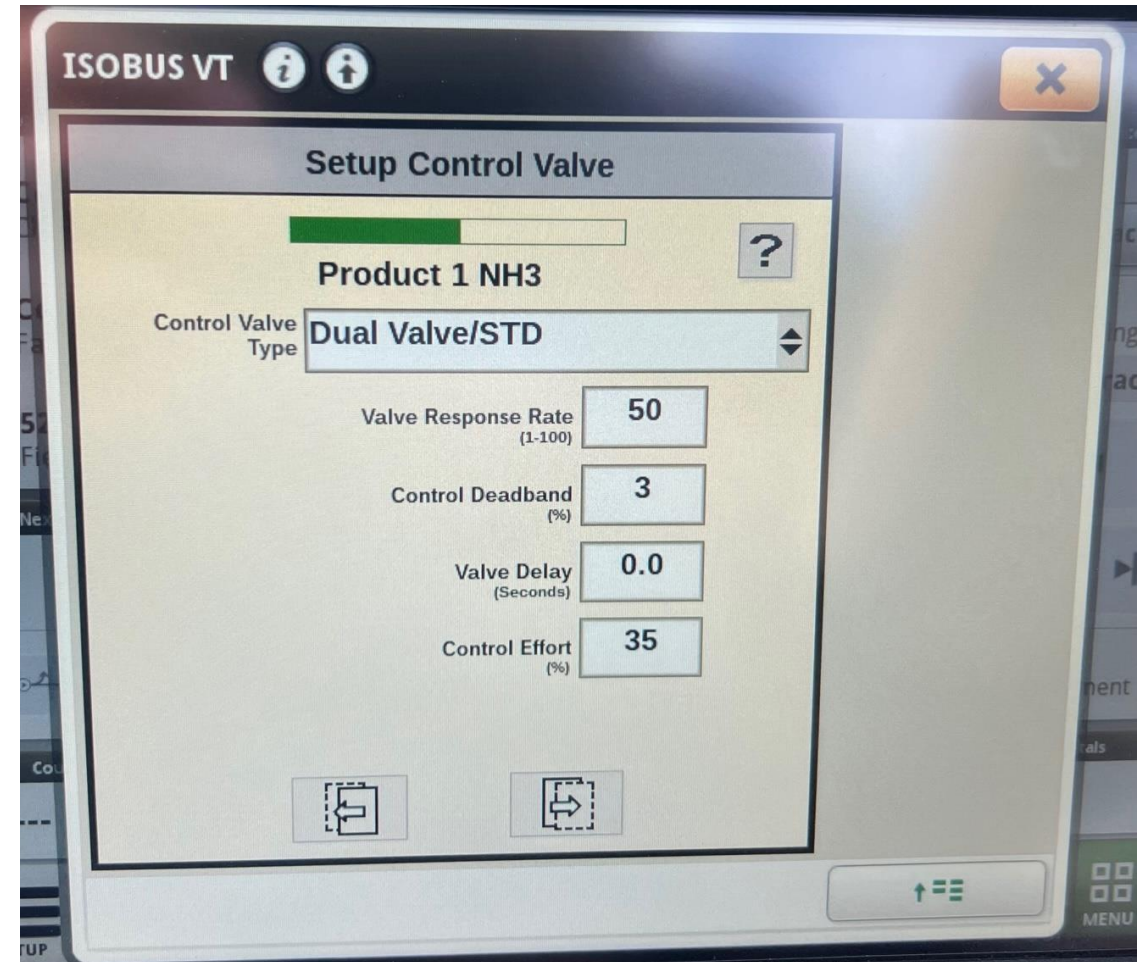 ISOBUS VT
Setup Control Valve
?
Product 1 NH3
Control Valve
Type
Dual Valve/STD
Valve Response Rate
(1-100)
50
Control Deadband
(%)
3
Valve Delay
(Seconds)
0.0
Control Effort
(%)
35
MENU